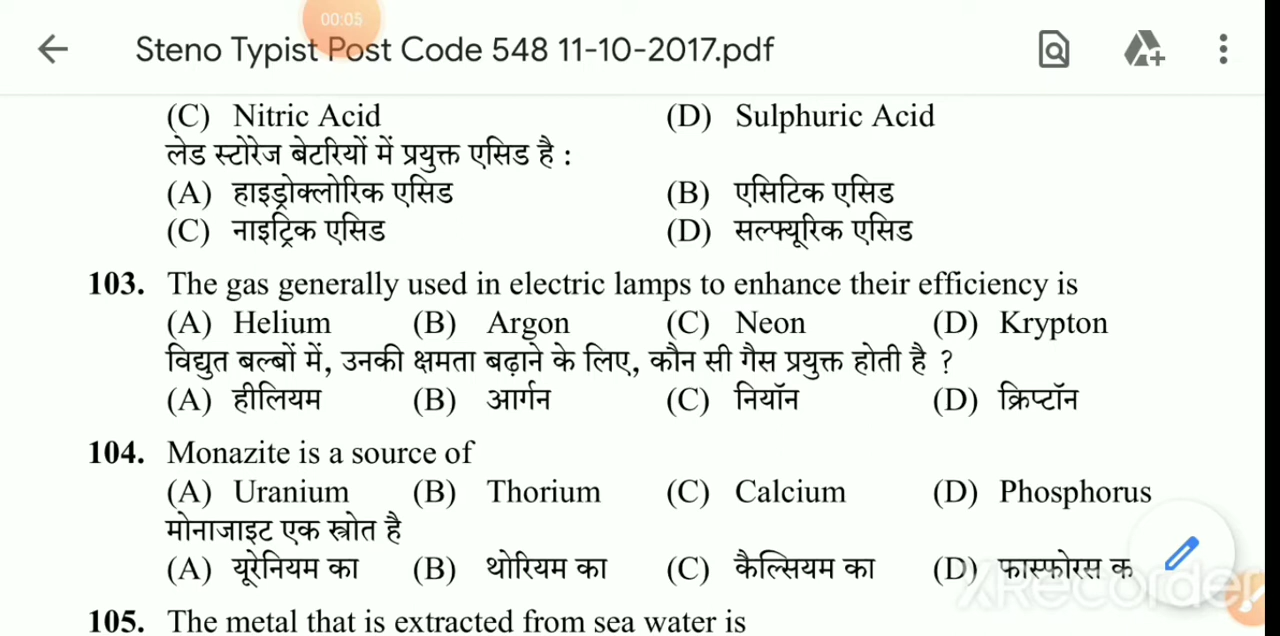 00:05
Steno Typist Post Code 548 11-10-2017.pdf
(C) Nitric Acid (D) Sulphuric Acid
लेड स्टोरेज बेटरियों में प्रयुक्त एसिड है :
(A) हाइड्रोक्लोरिक एसिड (B) एसिटिक एसिड
(C) नाइट्रिक एसिड (D) सल्फ्यूरिक एसिड
103. The gas generally used in electric lamps to enhance their efficiency is
(A) Helium (B) Argon (C) Neon (D) Krypton
विद्युत बल्बों में, उनकी क्षमता बढ़ाने के लिए, कौन सी गैस प्रयुक्त होती है ?
(A) हीलियम (B) आर्गन (C) नियॉन (D) क्रिप्टॉन
104. Monazite is a source of
(A) Uranium (B) Thorium (C) Calcium (D) Phosphorus
मोनाजाइट एक स्त्रोत है
(A) यूरेनियम का (B) थोरियम का (C) कैल्सियम का (D) फास्फोरस क
XRecorder
105. The metal that is extracted from sea water is